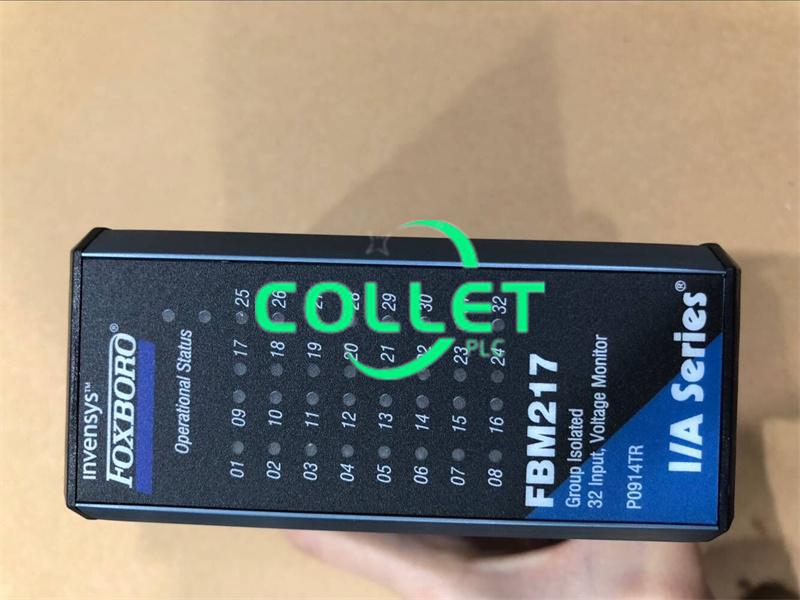 invensys™
FOXBORO®
Operational Status
01 09 17 25
02 10 18 26
03 11 19
04 12 20 28
05 13 21 29
06 14 22 30
07 15 23
08 16 24 32
FBM217
Group Isolated
32 Input, Voltage Monitor
P0914TR
I/A Series®
COLLET
PLC